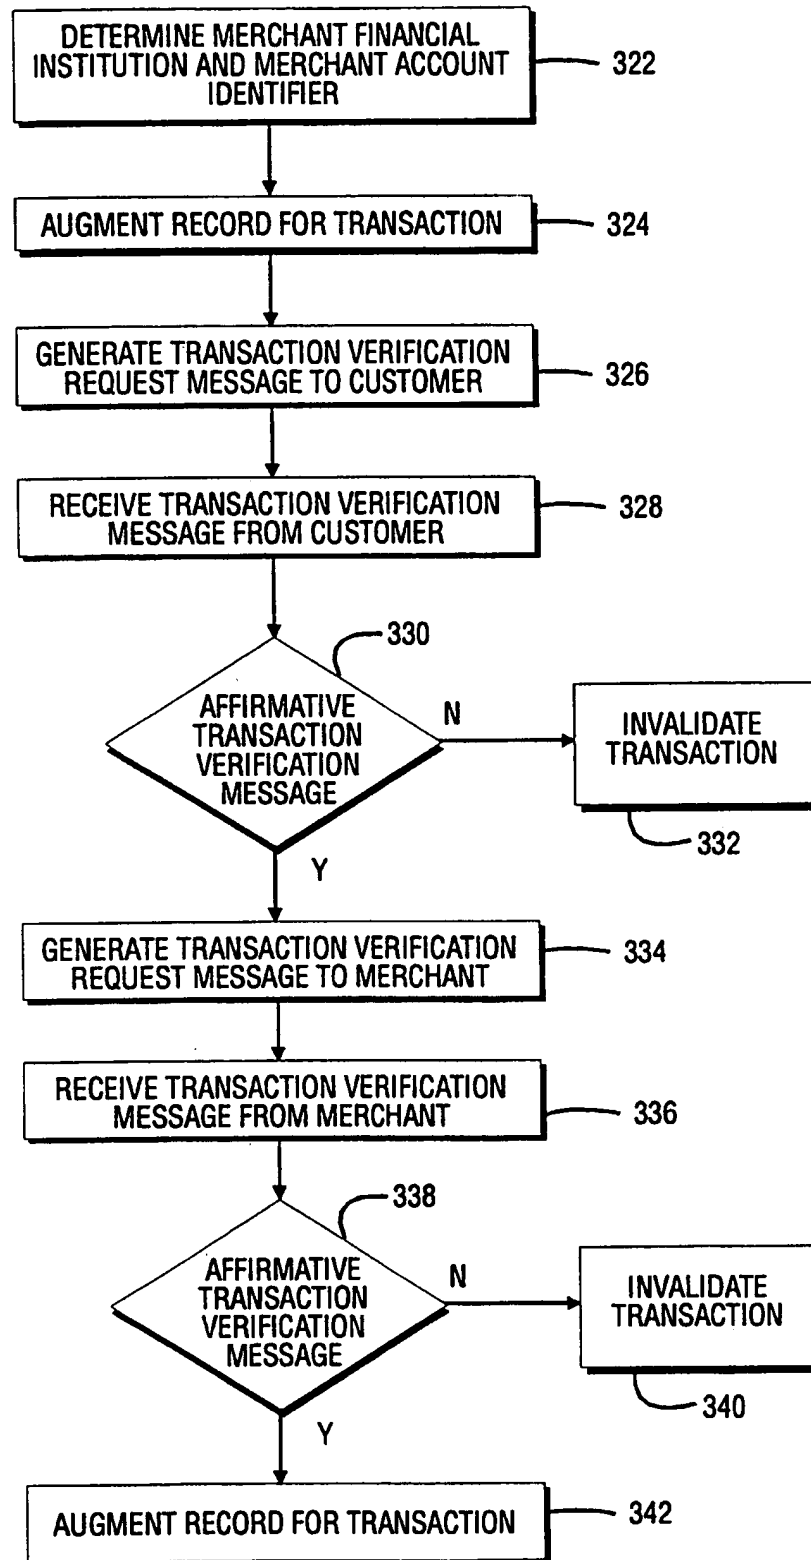 DETERMINE MERCHANT FINANCIAL
INSTITUTION AND MERCHANT ACCOUNT
IDENTIFIER
322
AUGMENT RECORD FOR TRANSACTION
324
GENERATE TRANSACTION VERIFICATION
REQUEST MESSAGE TO CUSTOMER
326
RECEIVE TRANSACTION VERIFICATION
MESSAGE FROM CUSTOMER
328
330
AFFIRMATIVE
TRANSACTION
VERIFICATION
MESSAGE
N
INVALIDATE
TRANSACTION
332
Y
GENERATE TRANSACTION VERIFICATION
REQUEST MESSAGE TO MERCHANT
334
RECEIVE TRANSACTION VERIFICATION
MESSAGE FROM MERCHANT
336
338
AFFIRMATIVE
TRANSACTION
VERIFICATION
MESSAGE
N
INVALIDATE
TRANSACTION
340
Y
AUGMENT RECORD FOR TRANSACTION
342